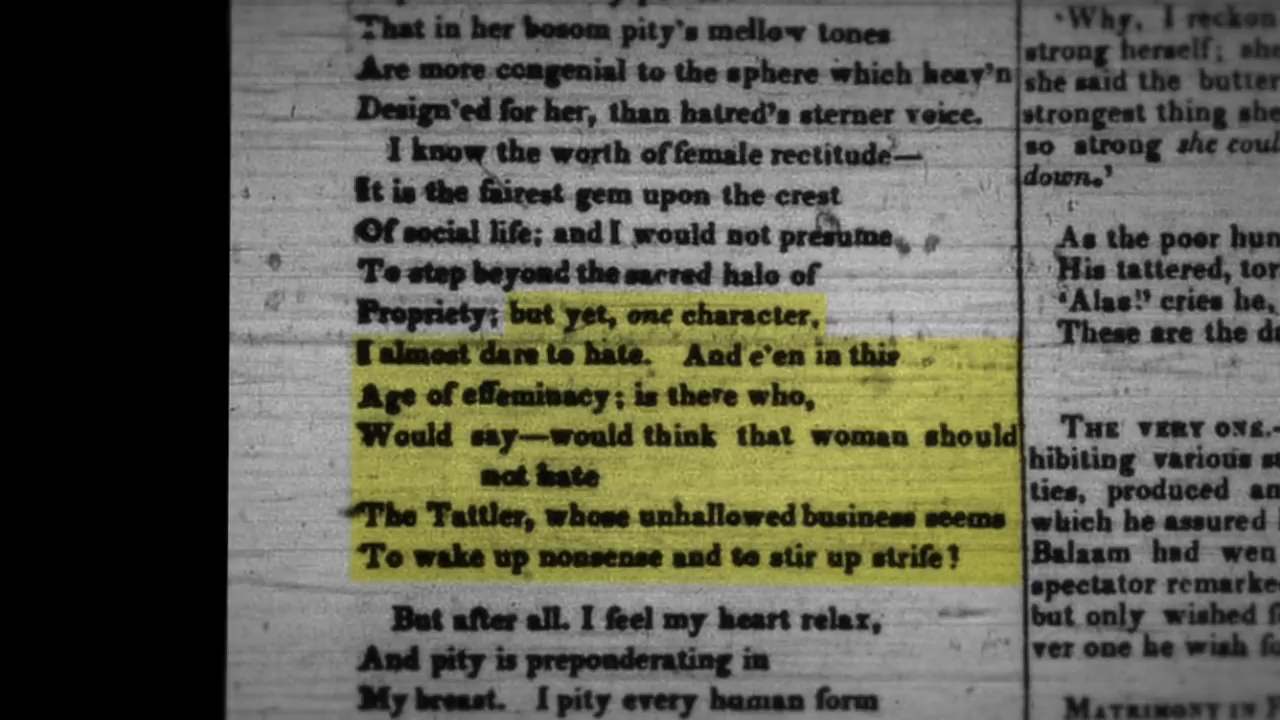 That in her bosom pity's mellow tones
Are more congenial to the sphere which heav'n
Design'ed for her, than hatred's sterner voice.
I know the worth of female rectitude—
It is the fairest gem upon the crest
Of social life; and I would not presume
To step beyond the sacred halo of
Propriety; but yet, one character,
I almost dare to hate. And e'en in this
Age of effeminacy; is there who,
Would say—would think that woman should
not hate
The Tattler, whose unhallowed business seems
To wake up nonsense and to stir up strife!
But after all. I feel my heart relax,
And pity is preponderating in
My breast. I pity every human form
'Why, I reckon
strong herself; she
she said the butter
strongest thing she
so strong she coul
down.'
As the poor hun
His tattered, tor
'Alas!' cries he,
These are the d
THE VERY ONE.—
hibiting various s
ties, produced an
which he assured
Balaam had wen
spectator remarke
but only wished f
ver one he wish fo
MATRIMONY IN